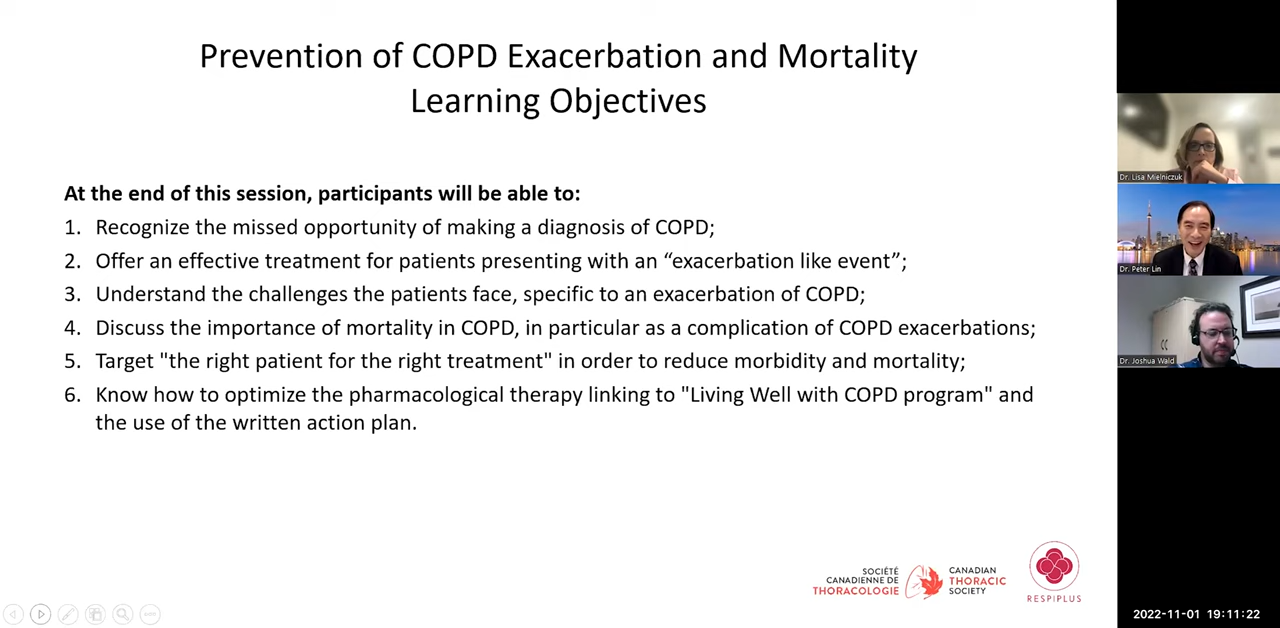 Prevention of COPD Exacerbation and Mortality
Learning Objectives
At the end of this session, participants will be able to:
1. Recognize the missed opportunity of making a diagnosis of COPD;
2. Offer an effective treatment for patients presenting with an “exacerbation like event”;
3. Understand the challenges the patients face, specific to an exacerbation of COPD;
4. Discuss the importance of mortality in COPD, in particular as a complication of COPD exacerbations;
5. Target "the right patient for the right treatment" in order to reduce morbidity and mortality;
6. Know how to optimize the pharmacological therapy linking to "Living Well with COPD program" and
the use of the written action plan.
SOCIÉTÉ
CANADIENNE DE
THORACOLOGIE
CANADIAN
THORACIC
SOCIETY
RESPIPLUS
Dr. Lisa Mielniczuk
Dr. Peter Lin
Dr. Joshua Wald
2022-11-01 19:11:22